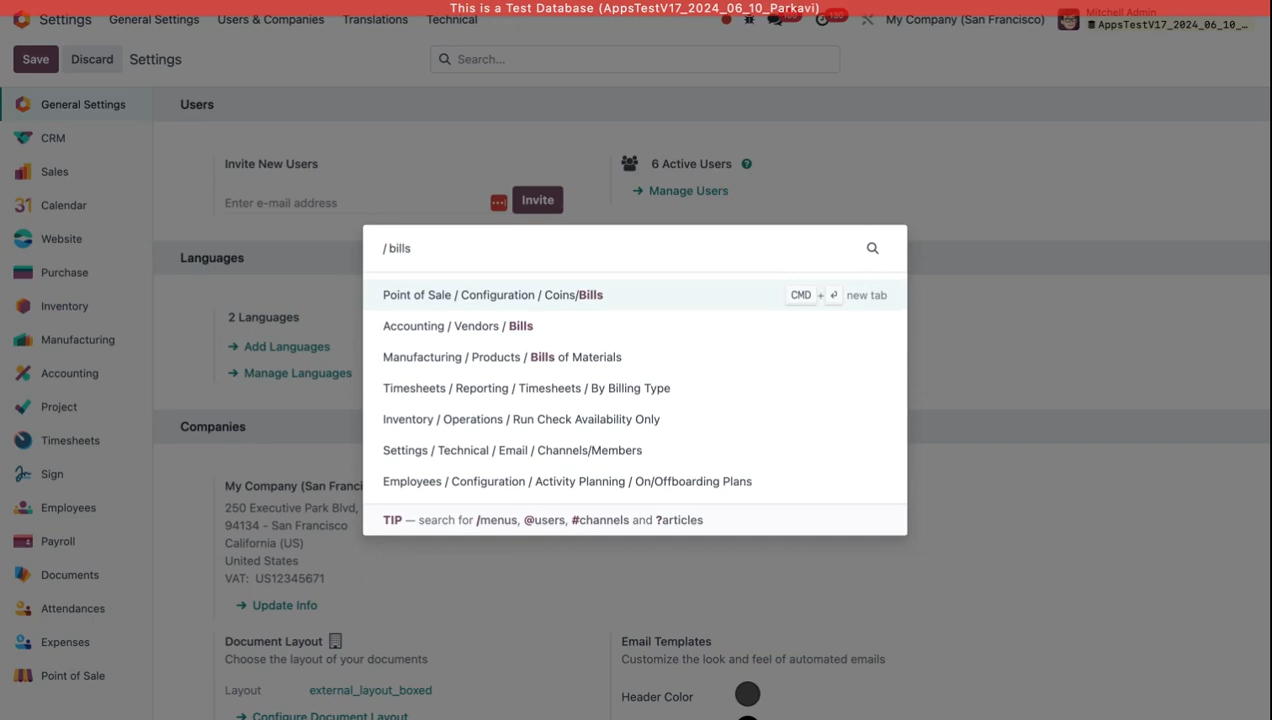 This is a Test Database (AppsTestV17_2024_06_10_Parkavi)
Settings General Settings Users & Companies Translations Technical My Company (San Francisco) Mitchell Admin
AppsTestV17_2024_06_10_…
Save Discard Settings Search...
General Settings
CRM
Sales
Calendar
Website
Purchase
Inventory
Manufacturing
Accounting
Project
Timesheets
Sign
Employees
Payroll
Documents
Attendances
Expenses
Point of Sale
Users
Invite New Users
Enter e-mail address Invite
6 Active Users ?
Manage Users
Languages
2 Languages
Add Languages
Manage Languages
Companies
My Company (San Franci
250 Executive Park Blvd,
94134 - San Francisco
California (US)
United States
VAT: US12345671
Update Info
Document Layout
Choose the layout of your documents
Layout external_layout_boxed
Configure Document Layout
Email Templates
Customize the look and feel of automated emails
Header Color
/ bills
Point of Sale / Configuration / Coins/Bills CMD + ⏎ new tab
Accounting / Vendors / Bills
Manufacturing / Products / Bills of Materials
Timesheets / Reporting / Timesheets / By Billing Type
Inventory / Operations / Run Check Availability Only
Settings / Technical / Email / Channels/Members
Employees / Configuration / Activity Planning / On/Offboarding Plans
TIP — search for /menus, @users, #channels and ?articles